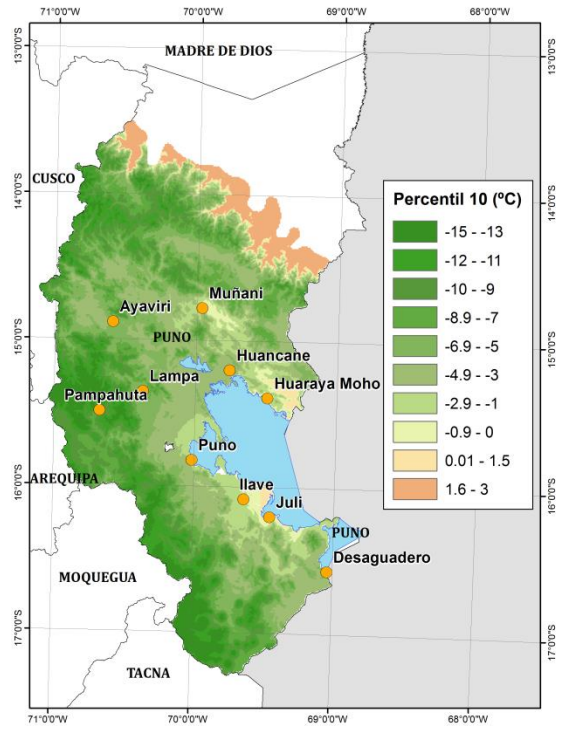 71°0'0"W 70°0'0"W 69°0'0"W 68°0'0"W
13°0'0"S
14°0'0"S
15°0'0"S
16°0'0"S
17°0'0"S
13°0'0"S
14°0'0"S
15°0'0"S
16°0'0"S
17°0'0"S
MADRE DE DIOS
CUSCO
Percentil 10 (ºC)
-15 - -13
-12 - -11
-10 - -9
-8.9 - -7
-6.9 - -5
-4.9 - -3
-2.9 - -1
-0.9 - 0
0.01 - 1.5
1.6 - 3
Muñani
Ayaviri
PUNO
Huancane
Lampa
Huaraya Moho
Pampahuta
Puno
AREQUIPA
Ilave
Juli
PUNO
Desaguadero
MOQUEGUA
TACNA
71°0'0"W 70°0'0"W 69°0'0"W 68°0'0"W